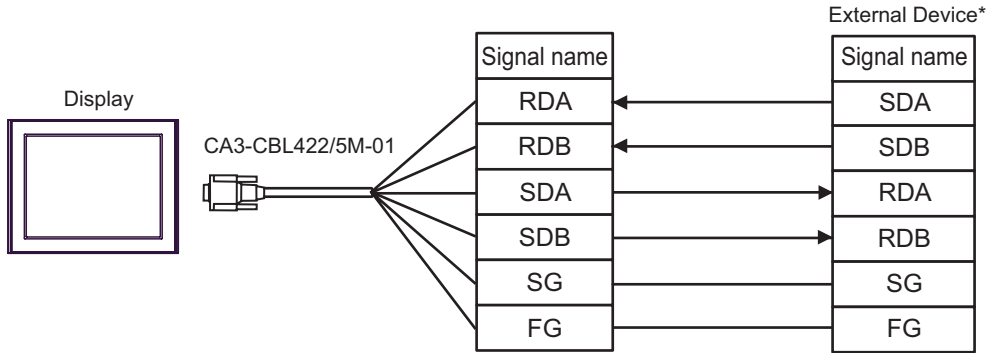 External Device*
Signal name
Signal name
Display
RDA
SDA
CA3-CBL422/5M-01
RDB
SDB
SDA
RDA
SDB
RDB
SG
SG
FG
FG